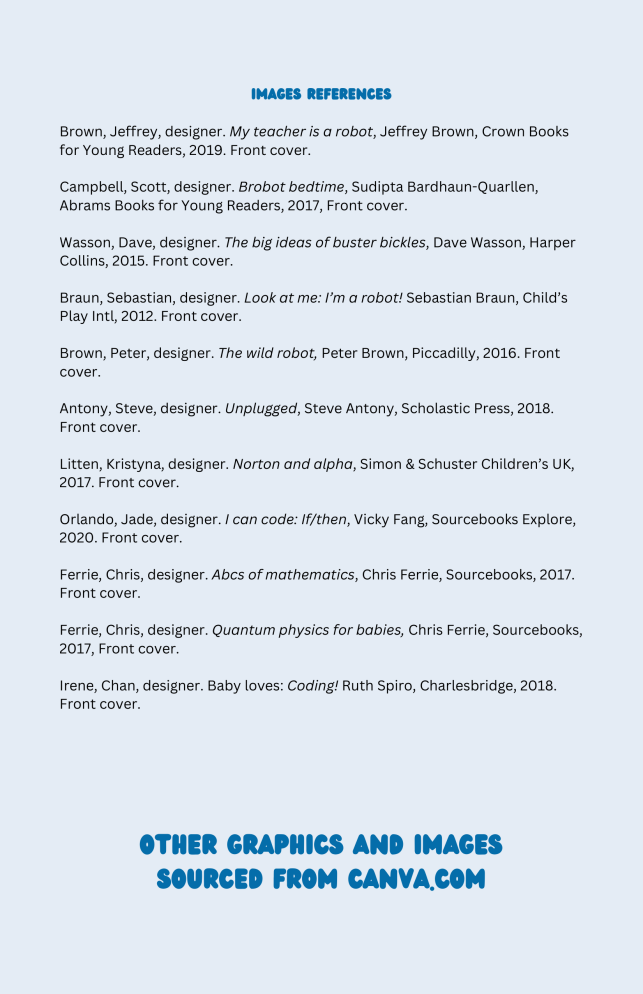 IMAGES REFERENCES
Brown, Jeffrey, designer. My teacher is a robot, Jeffrey Brown, Crown Books
for Young Readers, 2019. Front cover.
Campbell, Scott, designer. Brobot bedtime, Sudipta Bardhaun-Quarllen,
Abrams Books for Young Readers, 2017, Front cover.
Wasson, Dave, designer. The big ideas of buster bickles, Dave Wasson, Harper
Collins, 2015. Front cover.
Braun, Sebastian, designer. Look at me: I’m a robot! Sebastian Braun, Child’s
Play Intl, 2012. Front cover.
Brown, Peter, designer. The wild robot, Peter Brown, Piccadilly, 2016. Front
cover.
Antony, Steve, designer. Unplugged, Steve Antony, Scholastic Press, 2018.
Front cover.
Litten, Kristyna, designer. Norton and alpha, Simon & Schuster Children’s UK,
2017. Front cover.
Orlando, Jade, designer. I can code: If/then, Vicky Fang, Sourcebooks Explore,
2020. Front cover.
Ferrie, Chris, designer. Abcs of mathematics, Chris Ferrie, Sourcebooks, 2017.
Front cover.
Ferrie, Chris, designer. Quantum physics for babies, Chris Ferrie, Sourcebooks,
2017, Front cover.
Irene, Chan, designer. Baby loves: Coding! Ruth Spiro, Charlesbridge, 2018.
Front cover.
OTHER GRAPHICS AND IMAGES
SOURCED FROM CANVA.COM